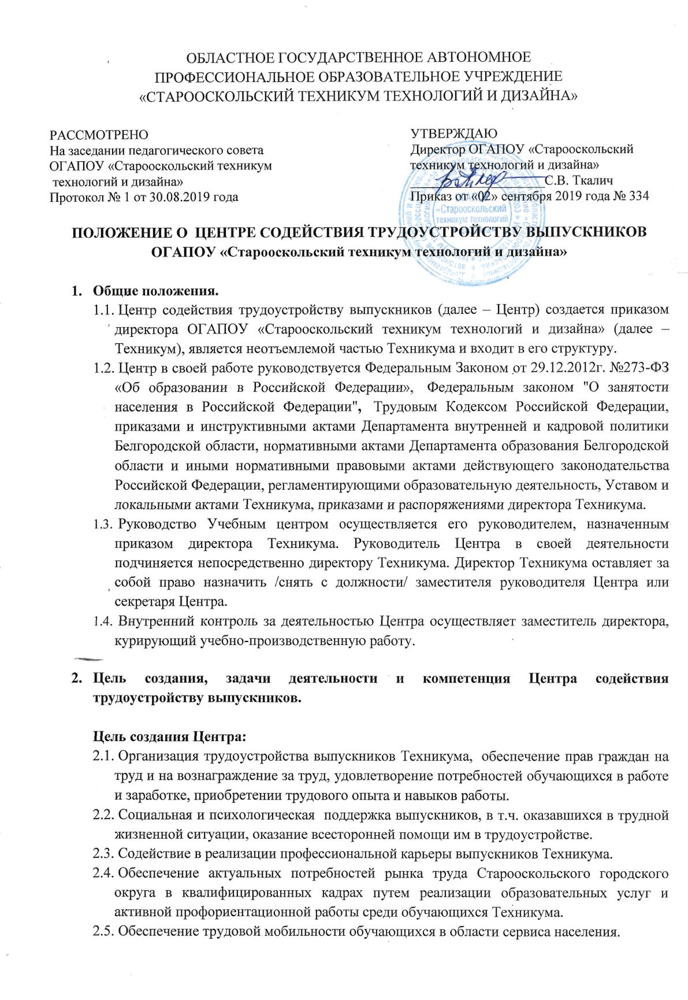 ОБЛАСТНОЕ ГОСУДАРСТВЕННОЕ АВТОНОМНОЕ
ПРОФЕССИОНАЛЬНОЕ ОБРАЗОВАТЕЛЬНОЕ УЧРЕЖДЕНИЕ
«СТАРООСКОЛЬСКИЙ ТЕХНИКУМ ТЕХНОЛОГИЙ И ДИЗАЙНА»
РАССМОТРЕНО
На заседании педагогического совета
ОГАПОУ «Старооскольский техникум
технологий и дизайна»
Протокол № 1 от 30.08.2019 года
УТВЕРЖДАЮ
Директор ОГАПОУ «Старооскольский
техникум технологий и дизайна»
С.В. Ткалич
Приказ от «02» сентября 2019 года № 334
«Старооскольский
техникум технологий
ПОЛОЖЕНИЕ О ЦЕНТРЕ СОДЕЙСТВИЯ ТРУДОУСТРОЙСТВУ ВЫПУСКНИКОВ
ОГАПОУ «Старооскольский техникум технологий и дизайна»
1. Общие положения.
1.1. Центр содействия трудоустройству выпускников (далее – Центр) создается приказом
директора ОГАПОУ «Старооскольский техникум технологий и дизайна» (далее –
Техникум), является неотъемлемой частью Техникума и входит в его структуру.
1.2. Центр в своей работе руководствуется Федеральным Законом от 29.12.2012г. №273-ФЗ
«Об образовании в Российской Федерации», Федеральным законом "О занятости
населения в Российской Федерации", Трудовым Кодексом Российской Федерации,
приказами и инструктивными актами Департамента внутренней и кадровой политики
Белгородской области, нормативными актами Департамента образования Белгородской
области и иными нормативными правовыми актами действующего законодательства
Российской Федерации, регламентирующими образовательную деятельность, Уставом и
локальными актами Техникума, приказами и распоряжениями директора Техникума.
1.3. Руководство Учебным центром осуществляется его руководителем, назначенным
приказом директора Техникума. Руководитель Центра в своей деятельности
подчиняется непосредственно директору Техникума. Директор Техникума оставляет за
собой право назначить /снять с должности/ заместителя руководителя Центра или
секретаря Центра.
1.4. Внутренний контроль за деятельностью Центра осуществляет заместитель директора,
курирующий учебно-производственную работу.
2. Цель создания, задачи деятельности и компетенция Центра содействия
трудоустройству выпускников.
Цель создания Центра:
2.1. Организация трудоустройства выпускников Техникума, обеспечение прав граждан на
труд и на вознаграждение за труд, удовлетворение потребностей обучающихся в работе
и заработке, приобретении трудового опыта и навыков работы.
2.2. Социальная и психологическая поддержка выпускников, в т.ч. оказавшихся в трудной
жизненной ситуации, оказание всесторонней помощи им в трудоустройстве.
2.3. Содействие в реализации профессиональной карьеры выпускников Техникума.
2.4. Обеспечение актуальных потребностей рынка труда Старооскольского городского
округа в квалифицированных кадрах путем реализации образовательных услуг и
активной профориентационной работы среди обучающихся Техникума.
2.5. Обеспечение трудовой мобильности обучающихся в области сервиса населения.